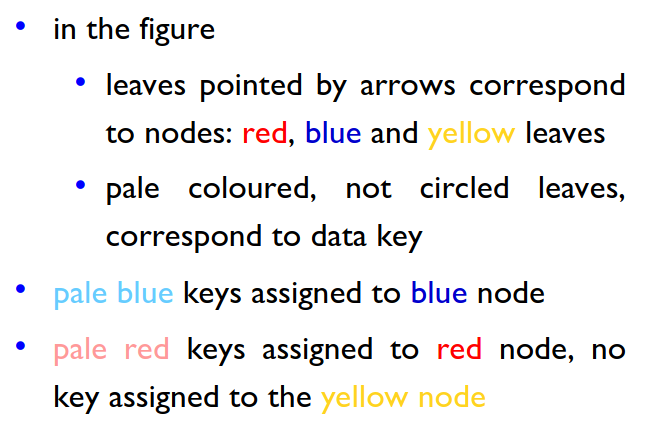 • in the figure
• leaves pointed by arrows correspond
to nodes: red, blue and yellow leaves
• pale coloured, not circled leaves,
correspond to data key
• pale blue keys assigned to blue node
• pale red keys assigned to red node, no
key assigned to the yellow node